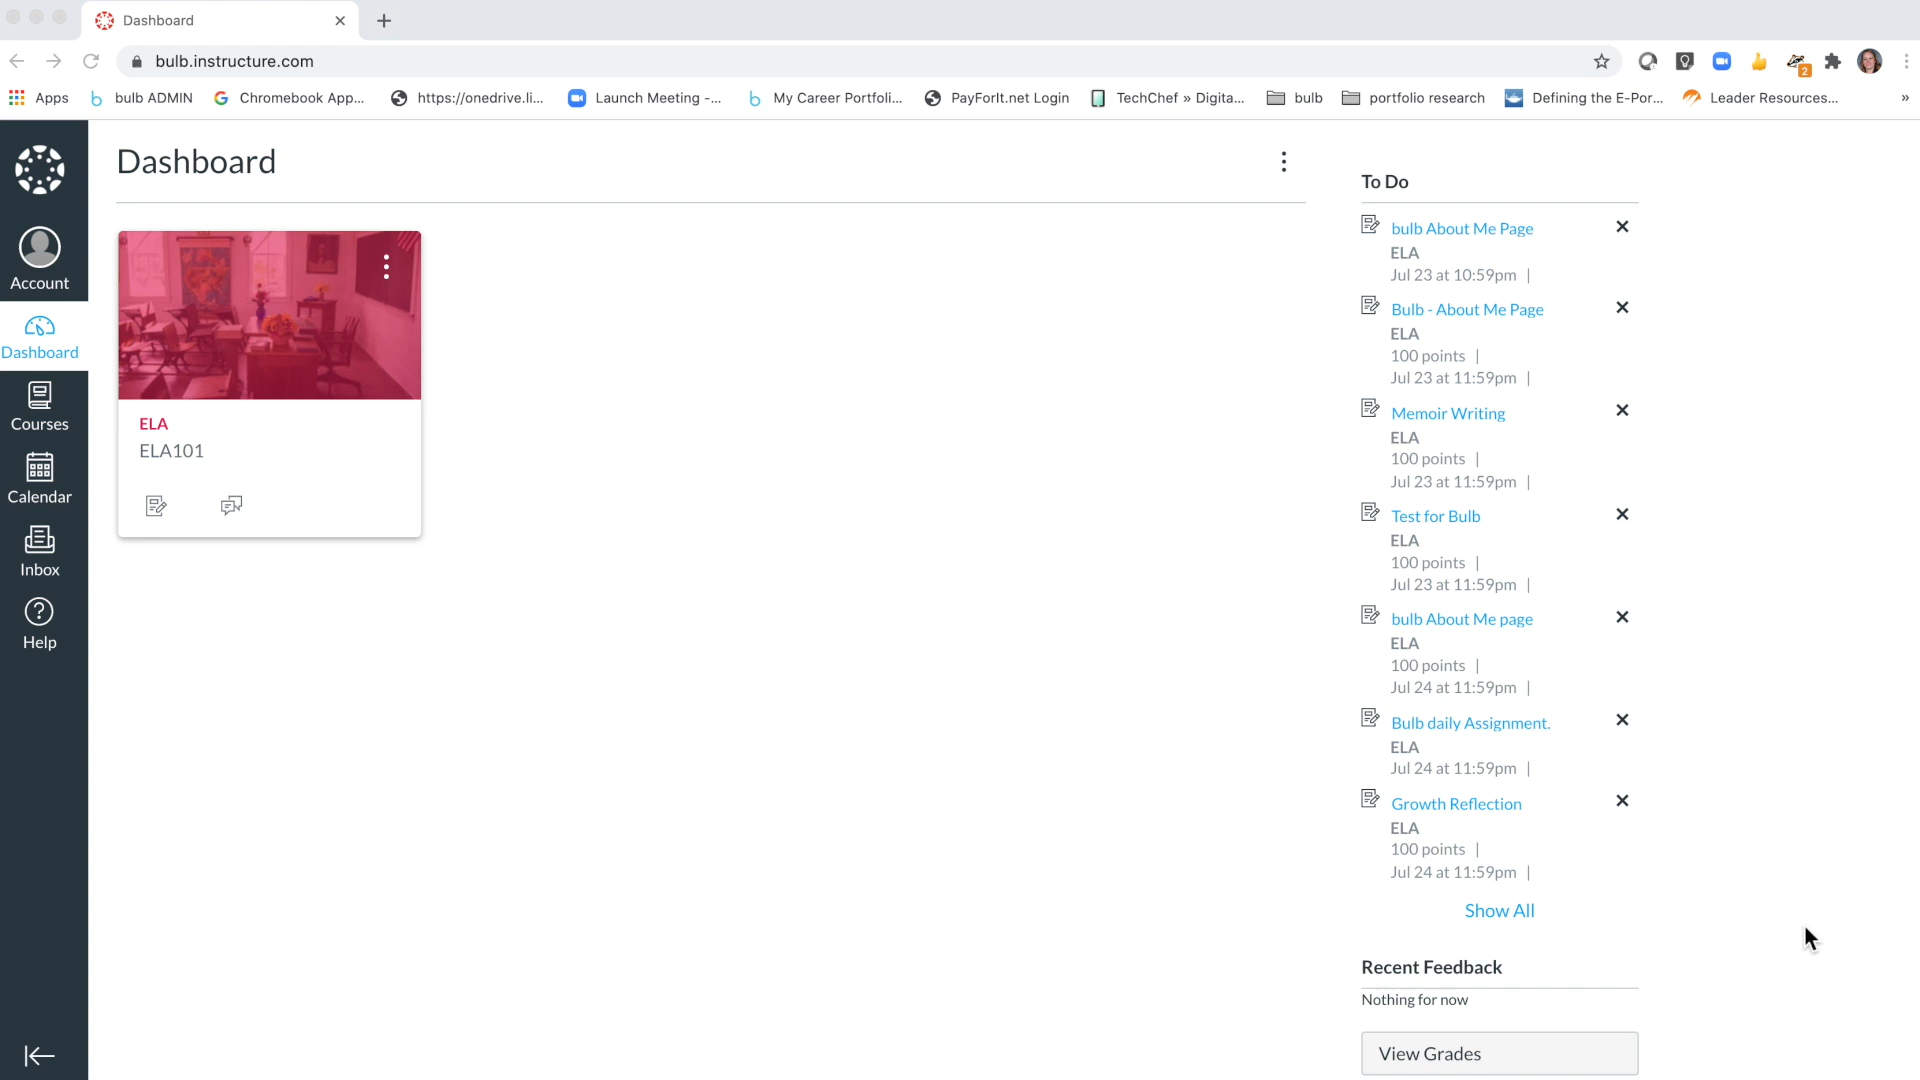 Dashboard
bulb.instructure.com
2
Apps
bulb ADMIN
Chromebook App...
https://onedrive.li...
Launch Meeting -...
My Career Portfoli...
PayForIt.net Login
TechChef » Digita...
bulb
portfolio research
Defining the E-Por...
Leader Resources...
»
Account
Dashboard
Courses
Calendar
Inbox
Help
Dashboard
ELA
ELA101
To Do
bulb About Me Page
ELA
Jul 23 at 10:59pm |
Bulb - About Me Page
ELA
100 points |
Jul 23 at 11:59pm |
Memoir Writing
ELA
100 points |
Jul 23 at 11:59pm |
Test for Bulb
ELA
100 points |
Jul 23 at 11:59pm |
bulb About Me page
ELA
100 points |
Jul 24 at 11:59pm |
Bulb daily Assignment.
ELA
Jul 24 at 11:59pm |
Growth Reflection
ELA
100 points |
Jul 24 at 11:59pm |
Show All
Recent Feedback
Nothing for now
View Grades